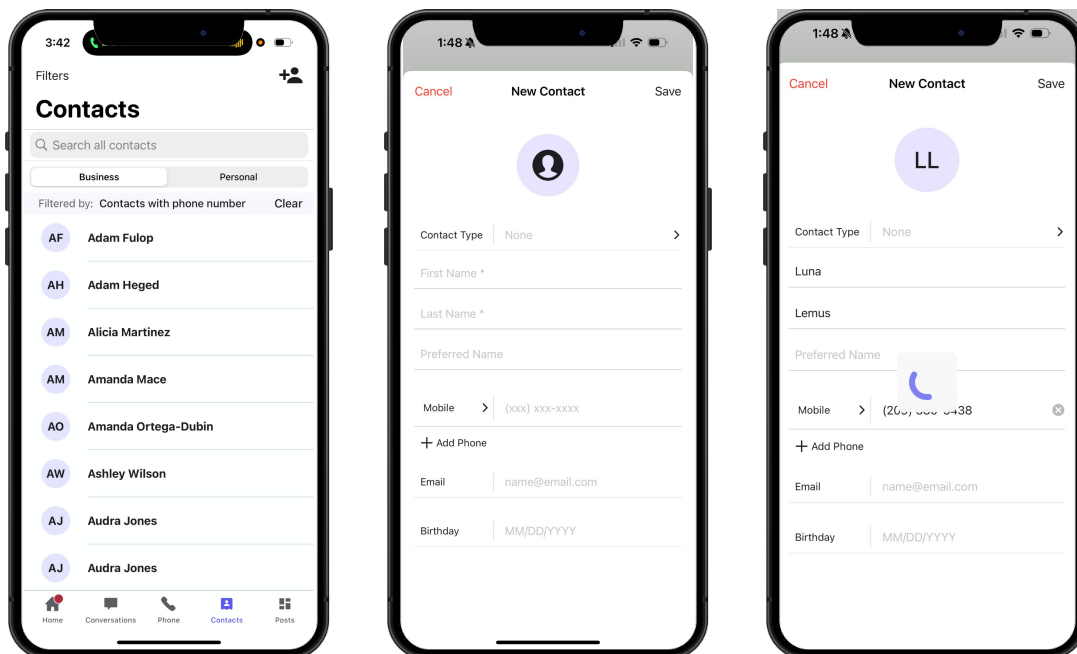 3:42
Filters
Contacts
Search all contacts
Business Personal
Filtered by: Contacts with phone number Clear
AF Adam Fulop
AH Adam Heged
AM Alicia Martinez
AM Amanda Mace
AO Amanda Ortega-Dubin
AW Ashley Wilson
AJ Audra Jones
AJ Audra Jones
Home Conversations Phone Contacts Posts
1:48
Cancel New Contact Save
Contact Type None
First Name *
Last Name *
Preferred Name
Mobile (xxx) xxx-xxxx
+ Add Phone
Email name@email.com
Birthday MM/DD/YYYY
1:48
Cancel New Contact Save
LL
Contact Type None
Luna
Lemus
Preferred Name
Mobile
+ Add Phone
Email name@email.com
Birthday MM/DD/YYYY